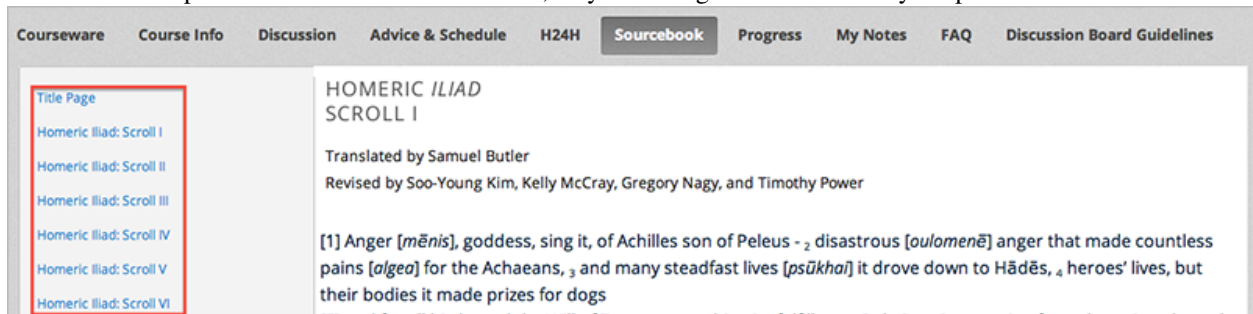 Courseware Course Info Discussion Advice & Schedule H24H Sourcebook Progress My Notes FAQ Discussion Board Guidelines
Title Page
Homeric Iliad: Scroll I
Homeric Iliad: Scroll II
Homeric Iliad: Scroll III
Homeric Iliad: Scroll IV
Homeric Iliad: Scroll V
Homeric Iliad: Scroll VI
HOMERIC ILIAD
SCROLL I
Translated by Samuel Butler
Revised by Soo-Young Kim, Kelly McCray, Gregory Nagy, and Timothy Power
[1] Anger [mēnis], goddess, sing it, of Achilles son of Peleus - 2 disastrous [oulomenē] anger that made countless
pains [algea] for the Achaeans, 3 and many steadfast lives [psūkhai] it drove down to Hādēs, 4 heroes’ lives, but
their bodies it made prizes for dogs